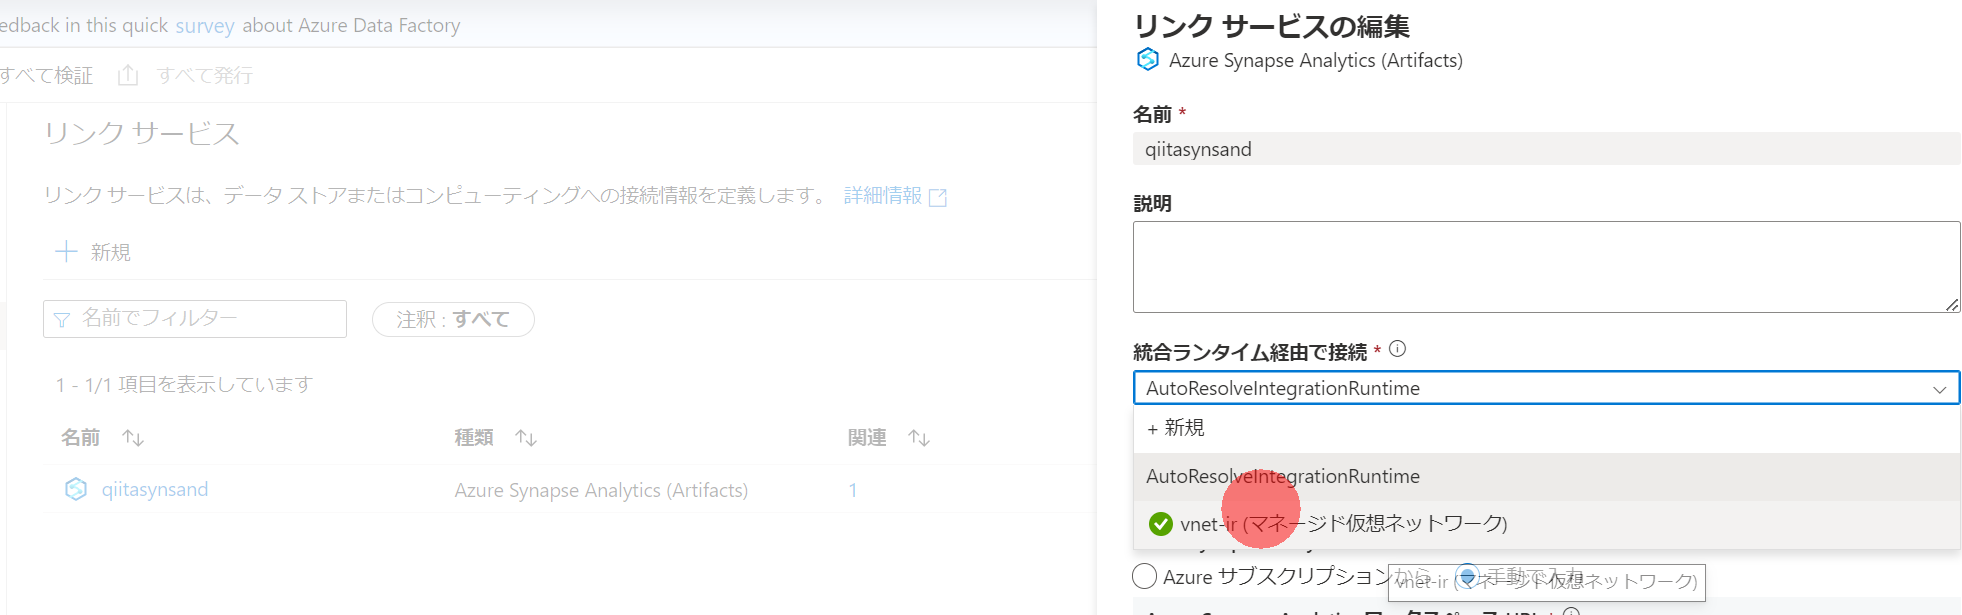 edback in this quick survey about Azure Data Factory
すべて検証 すべて発行
リンク サービス
リンク サービスは、データ ストアまたはコンピューティングへの接続情報を定義します。 詳細情報
新規
名前でフィルター
注釈 : すべて
1 - 1/1 項目を表示しています
名前 種類 関連
qiitasynsand Azure Synapse Analytics (Artifacts) 1
リンク サービスの編集
Azure Synapse Analytics (Artifacts)
名前 *
qiitasynsand
説明
統合ランタイム経由で接続 *
AutoResolveIntegrationRuntime
+ 新規
AutoResolveIntegrationRuntime
vnet-ir (マネージド仮想ネットワーク)
Azure サブスクリプションから 手動で入力
vnet-ir (マネージド仮想ネットワーク)